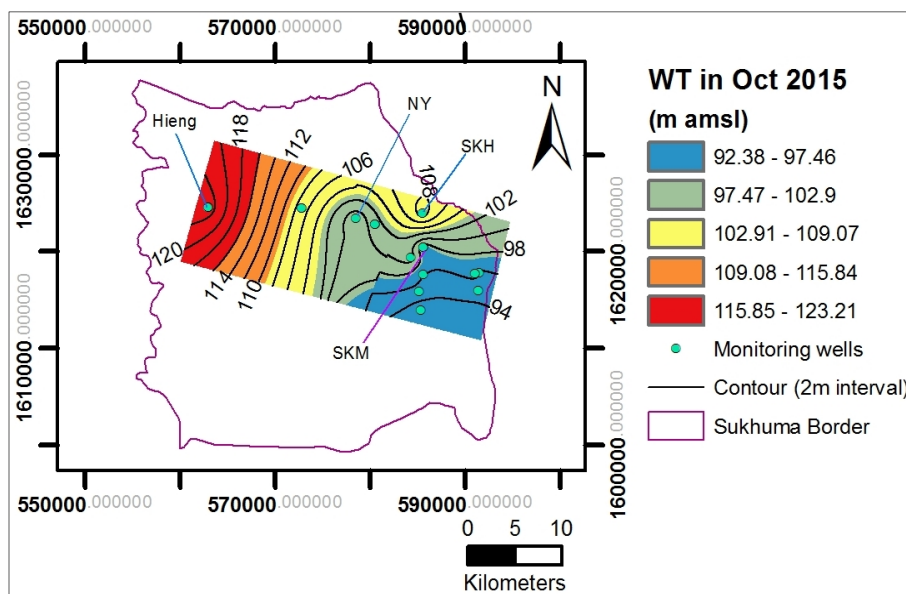 550000.000000 570000.000000 590000.000000
WT in Oct 2015
(m amsl)
92.38 - 97.46
97.47 - 102.9
102.91 - 109.07
109.08 - 115.84
115.85 - 123.21
Monitoring wells
Contour (2m interval)
Sukhuma Border
N
Hieng
NY
SKH
SKM
118
112
106
108
102
98
94
120
114
110
1630000.000000
1620000.000000
1610000.000000
1600000.000000
550000.000000 570000.000000 590000.000000
0 5 10
Kilometers